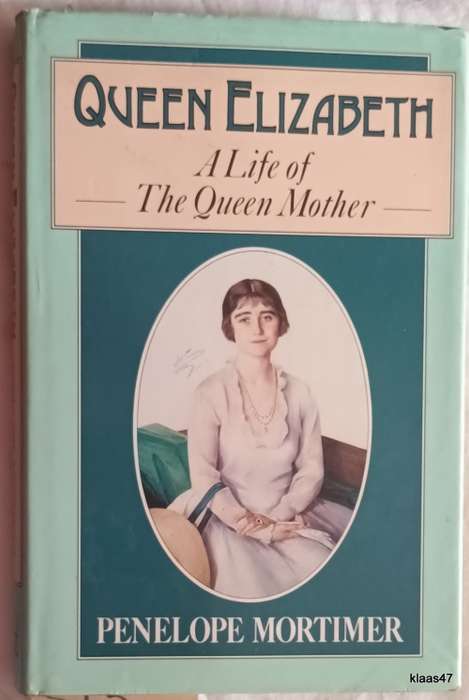 QUEEN ELIZABETH
A Life of
The Queen Mother
PENELOPE MORTIMER
klaas47